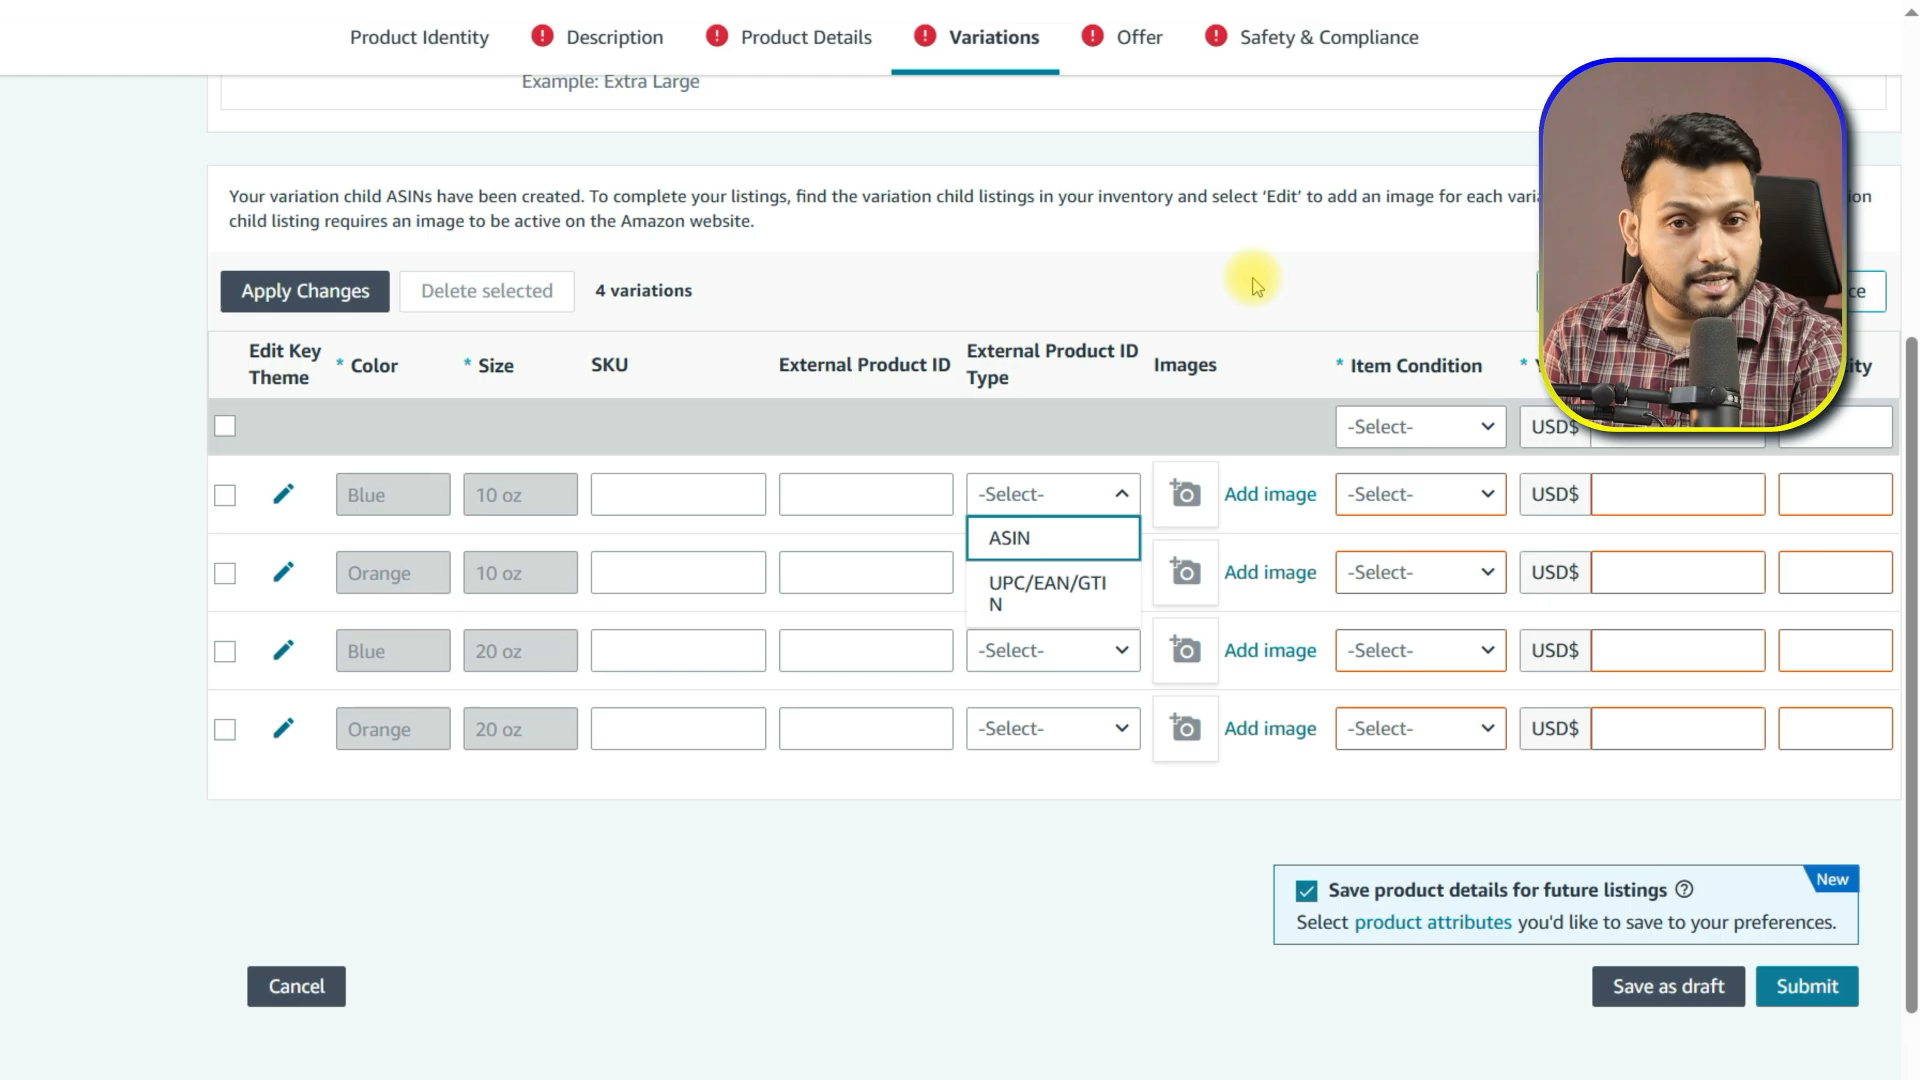 Product Identity
! Description
! Product Details
! Variations
! Offer
! Safety & Compliance
Example: Extra Large
Your variation child ASINs have been created. To complete your listings, find the variation child listings in your inventory and select ‘Edit’ to add an image for each vari ion
child listing requires an image to be active on the Amazon website.
Apply Changes Delete selected 4 variations ce
Edit Key Theme * Color * Size SKU External Product ID External Product ID Type Images * Item Condition * ity
-Select- USD$
Blue 10 oz -Select- Add image -Select- USD$
ASIN
UPC/EAN/GTI
N
Orange 10 oz Add image -Select- USD$
Blue 20 oz -Select- Add image -Select- USD$
Orange 20 oz -Select- Add image -Select- USD$
New
Save product details for future listings ?
Select product attributes you'd like to save to your preferences.
Cancel Save as draft Submit